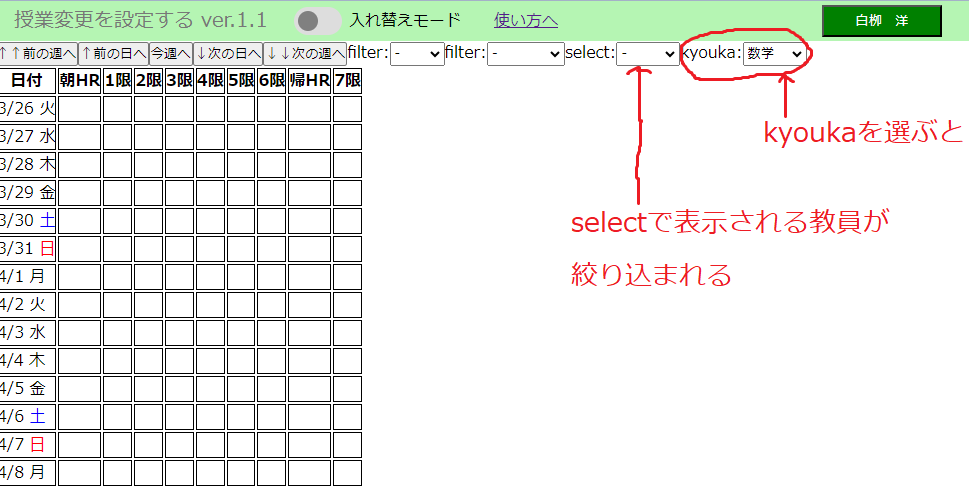 授業変更を設定する ver.1.1 入れ替えモード 使い方へ 白栁 洋
↑↑前の週へ ↑前の日へ 今週へ ↓次の日へ ↓↓次の週へ filter: - filter: - select: - kyouka: 数学
日付 朝HR 1限 2限 3限 4限 5限 6限 帰HR 7限
3/26 火
3/27 水
3/28 木
3/29 金
3/30 土
3/31 日
4/1 月
4/2 火
4/3 水
4/4 木
4/5 金
4/6 土
4/7 日
4/8 月
kyoukaを選ぶと
selectで表示される教員が
絞り込まれる